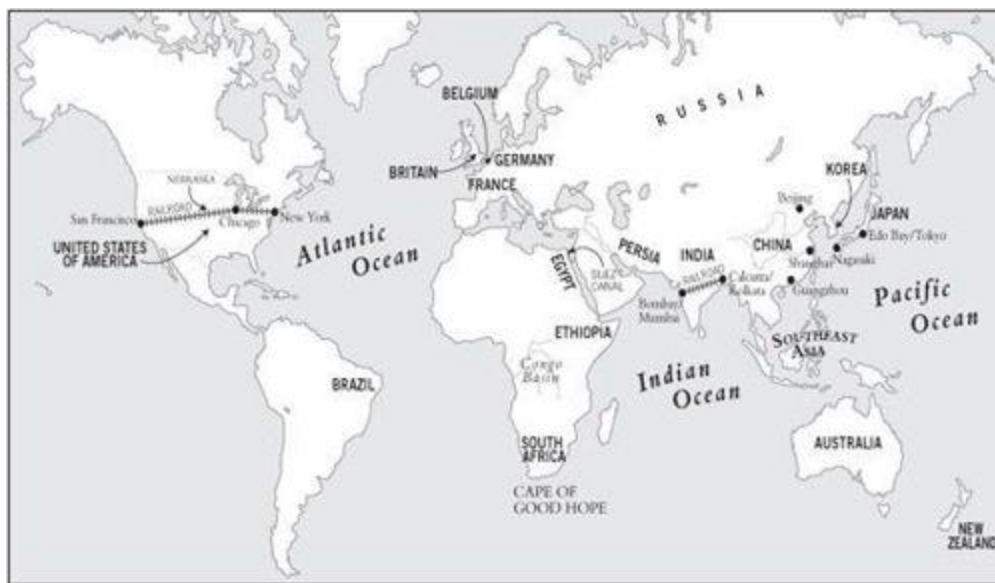 RUSSIA
BELGIUM
BRITAIN
GERMANY
FRANCE
KOREA
NEBRASKA
Beijing
San Francisco
RAILROAD
Chicago
New York
JAPAN
Edo Bay/Tokyo
UNITED STATES
OF AMERICA
Atlantic
Ocean
PERSIA
INDIA
CHINA
Shanghai
Nagasaki
EGYPT
SUEZ
CANAL
RAILROAD
Calcutta/
Kolkata
Guangzhou
Bombay/
Mumbai
Pacific
Ocean
ETHIOPIA
SOUTHEAST
ASIA
Congo
Basin
Indian
Ocean
BRAZIL
SOUTH
AFRICA
AUSTRALIA
CAPE OF
GOOD HOPE
NEW
ZEALAND